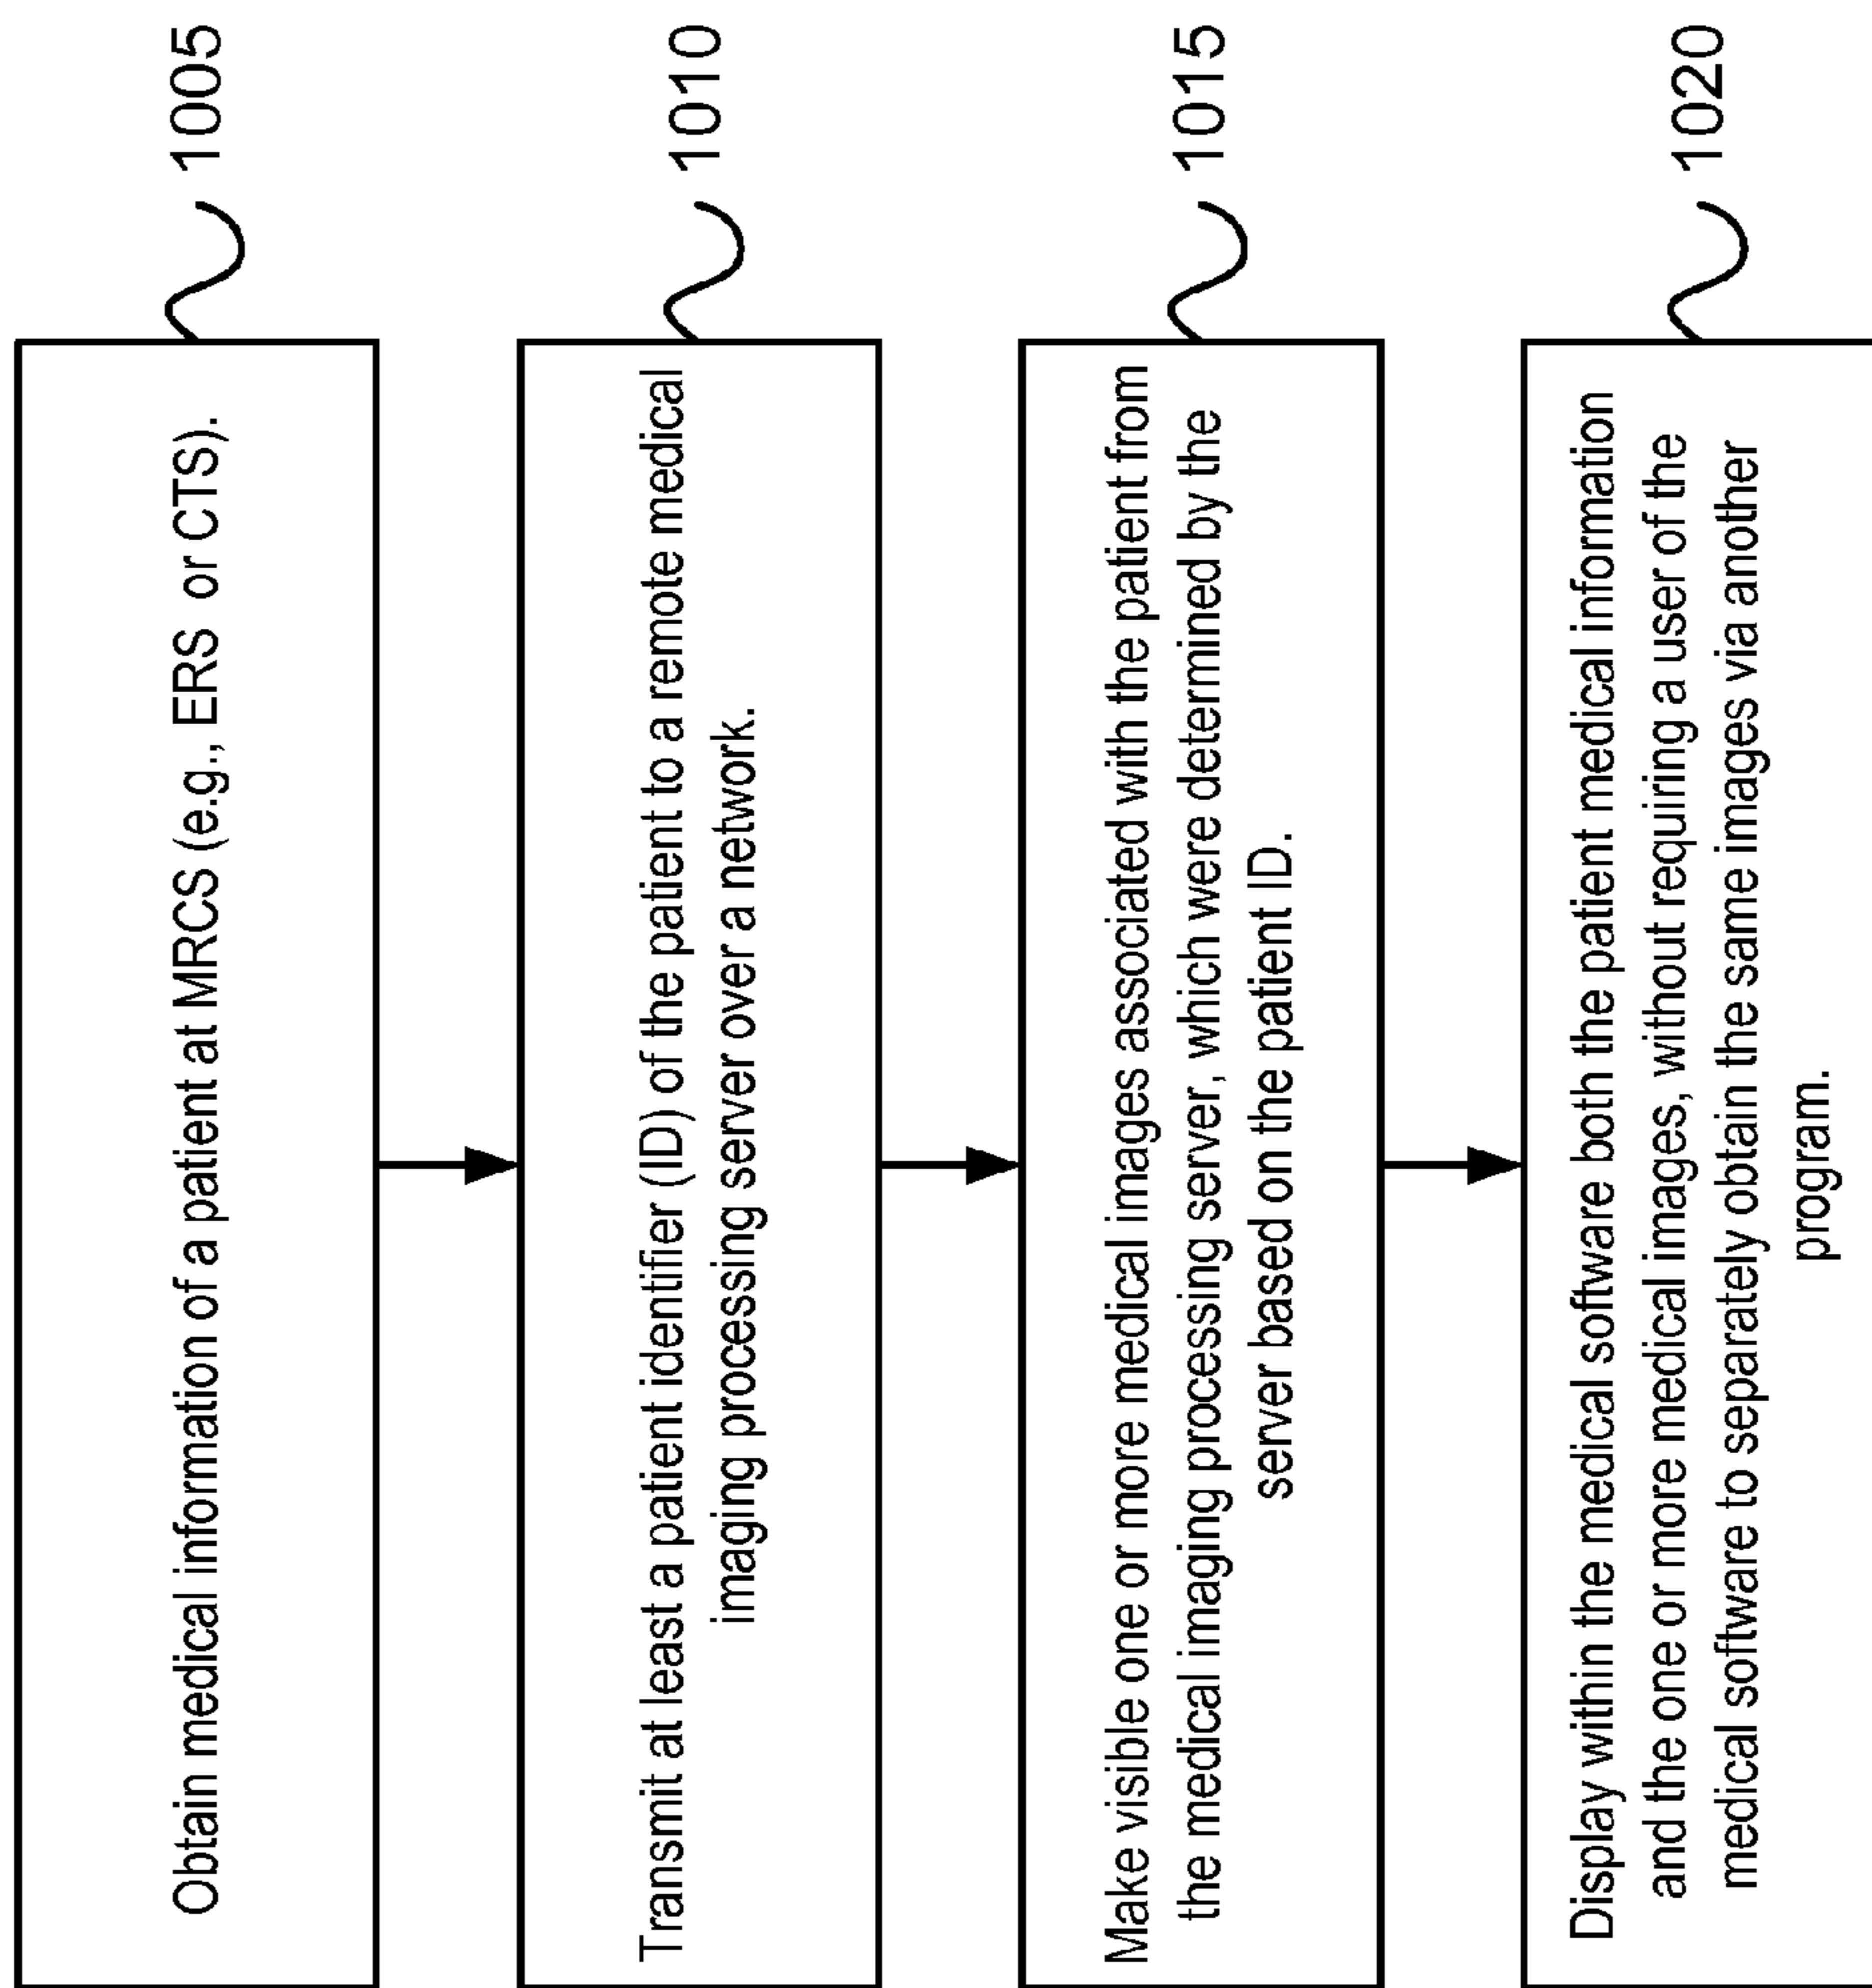 Obtain medical information of a patient at MRCS (e.g., ERS or CTS).
1005
Transmit at least a patient identifier (ID) of the patient to a remote medical
imaging processing server over a network.
1010
Make visible one or more medical images associated with the patient from
the medical imaging processing server, which were determined by the
server based on the patient ID.
1015
Display within the medical software both the patient medical information
and the one or more medical images, without requiring a user of the
medical software to separately obtain the same images via another
program.
1020